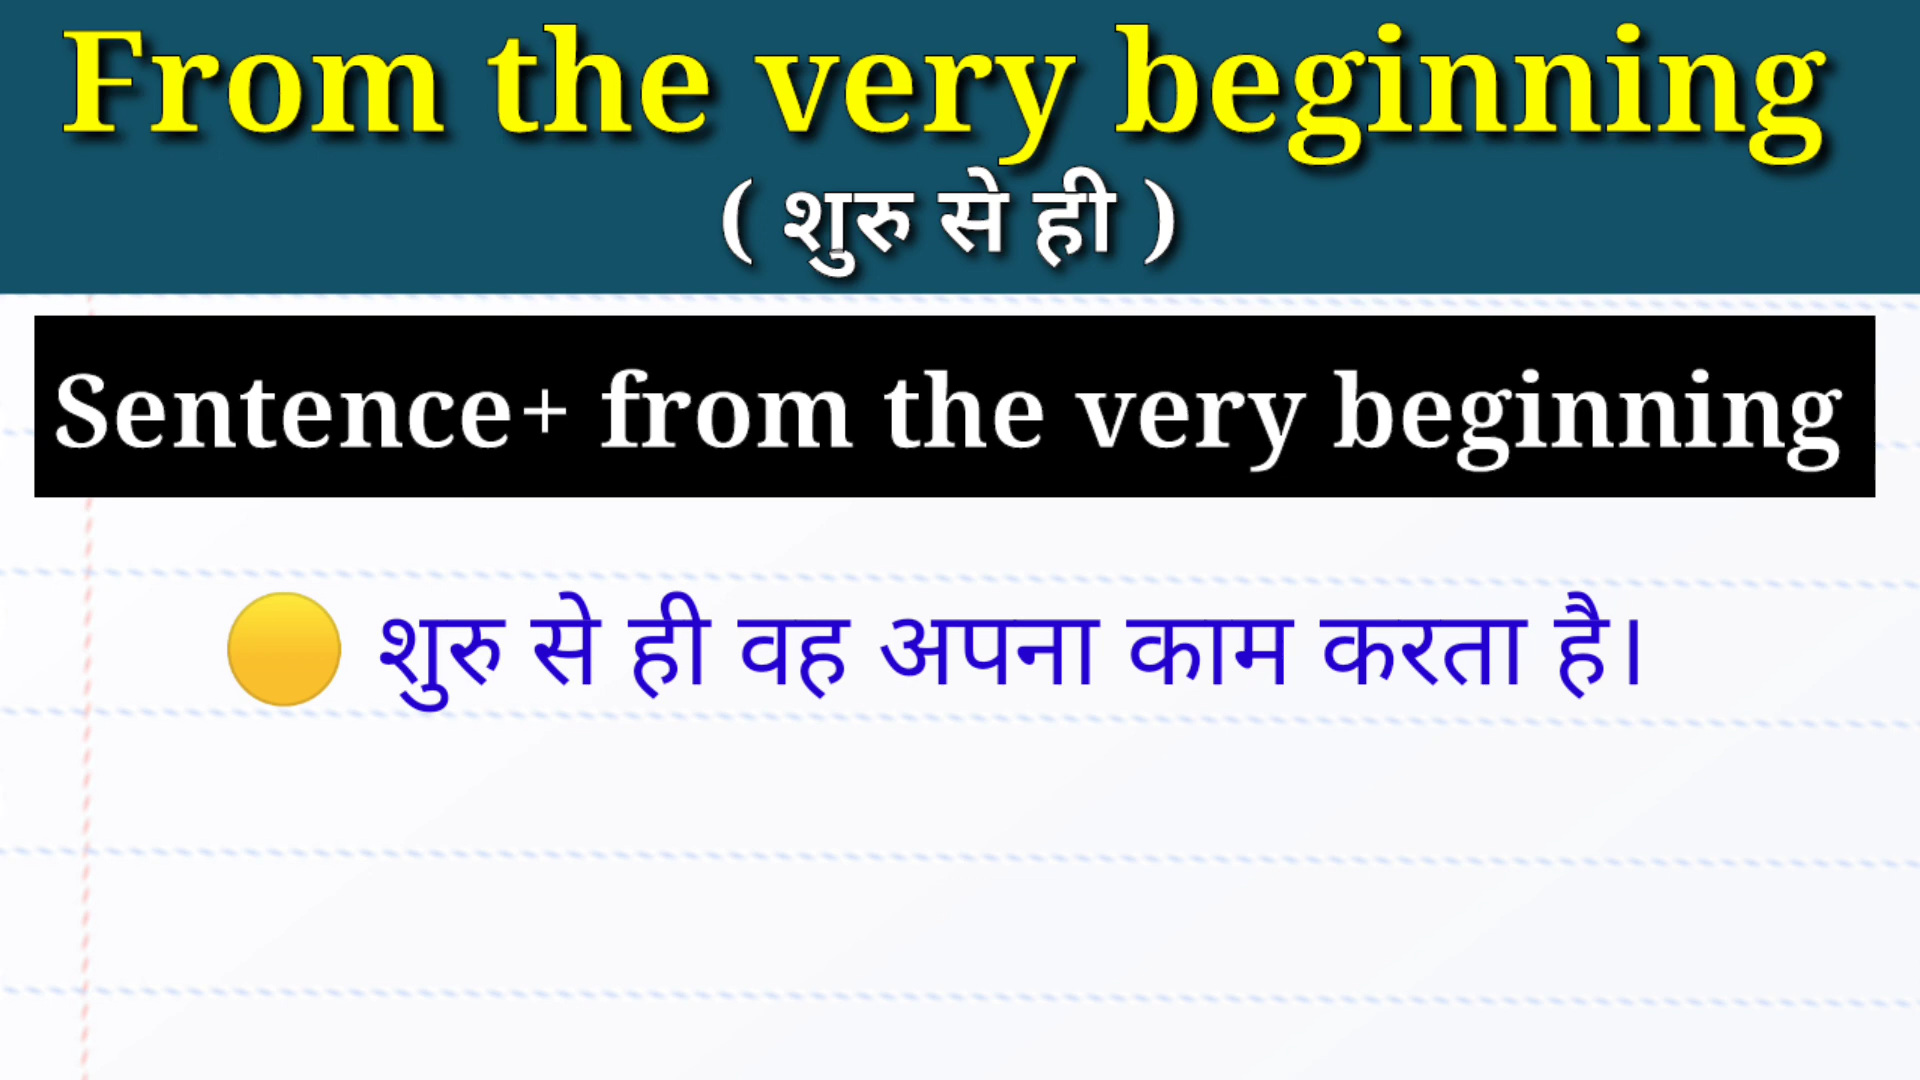 From the very beginning
( शुरु से ही )
Sentence+ from the very beginning
शुरु से ही वह अपना काम करता है।